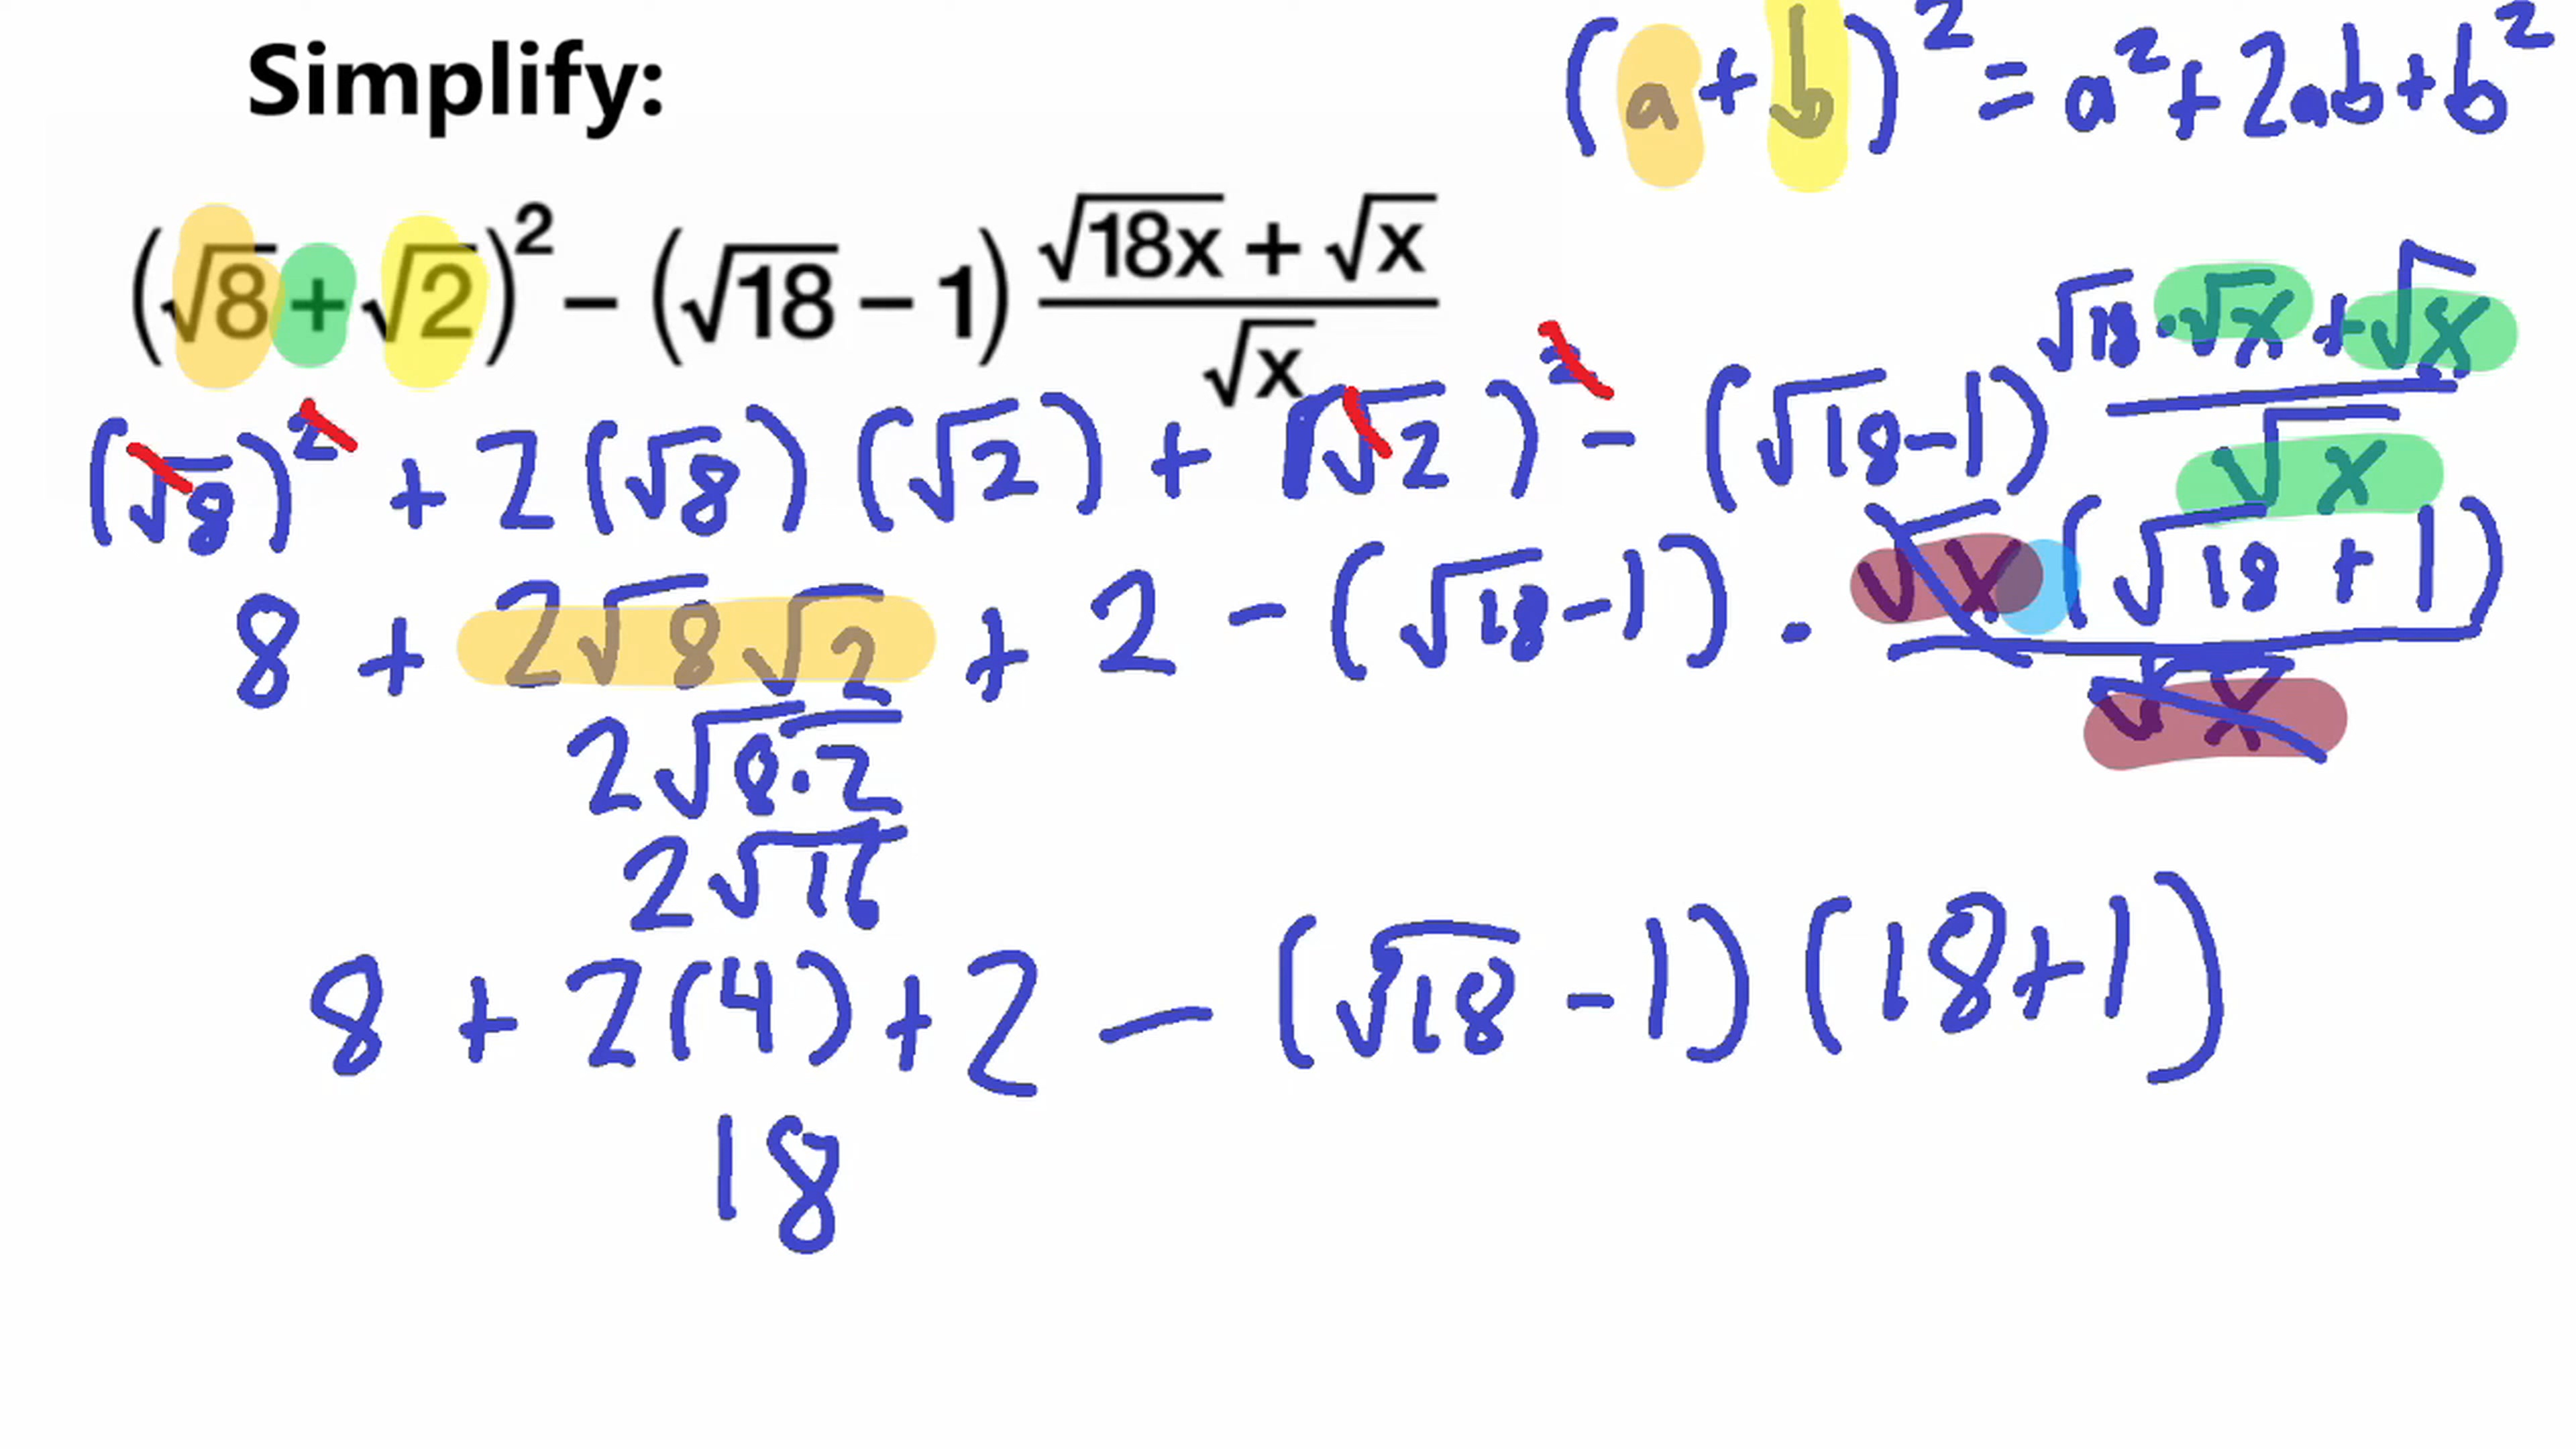 Simplify:
(a+b)² = a² + 2ab + b²
(√8 + √2)² − (√18 − 1) (√18x + √x)/√x
(√8)² + 2(√8)(√2) + (√2)² − (√18−1) (√18·√x + √x)/√x
8 + 2√8√2 + 2 − (√18−1) · √x(√18 + 1)/√x
2√8·2
2√16
8 + 2(4) + 2 − (√18 − 1)(18+1)
18